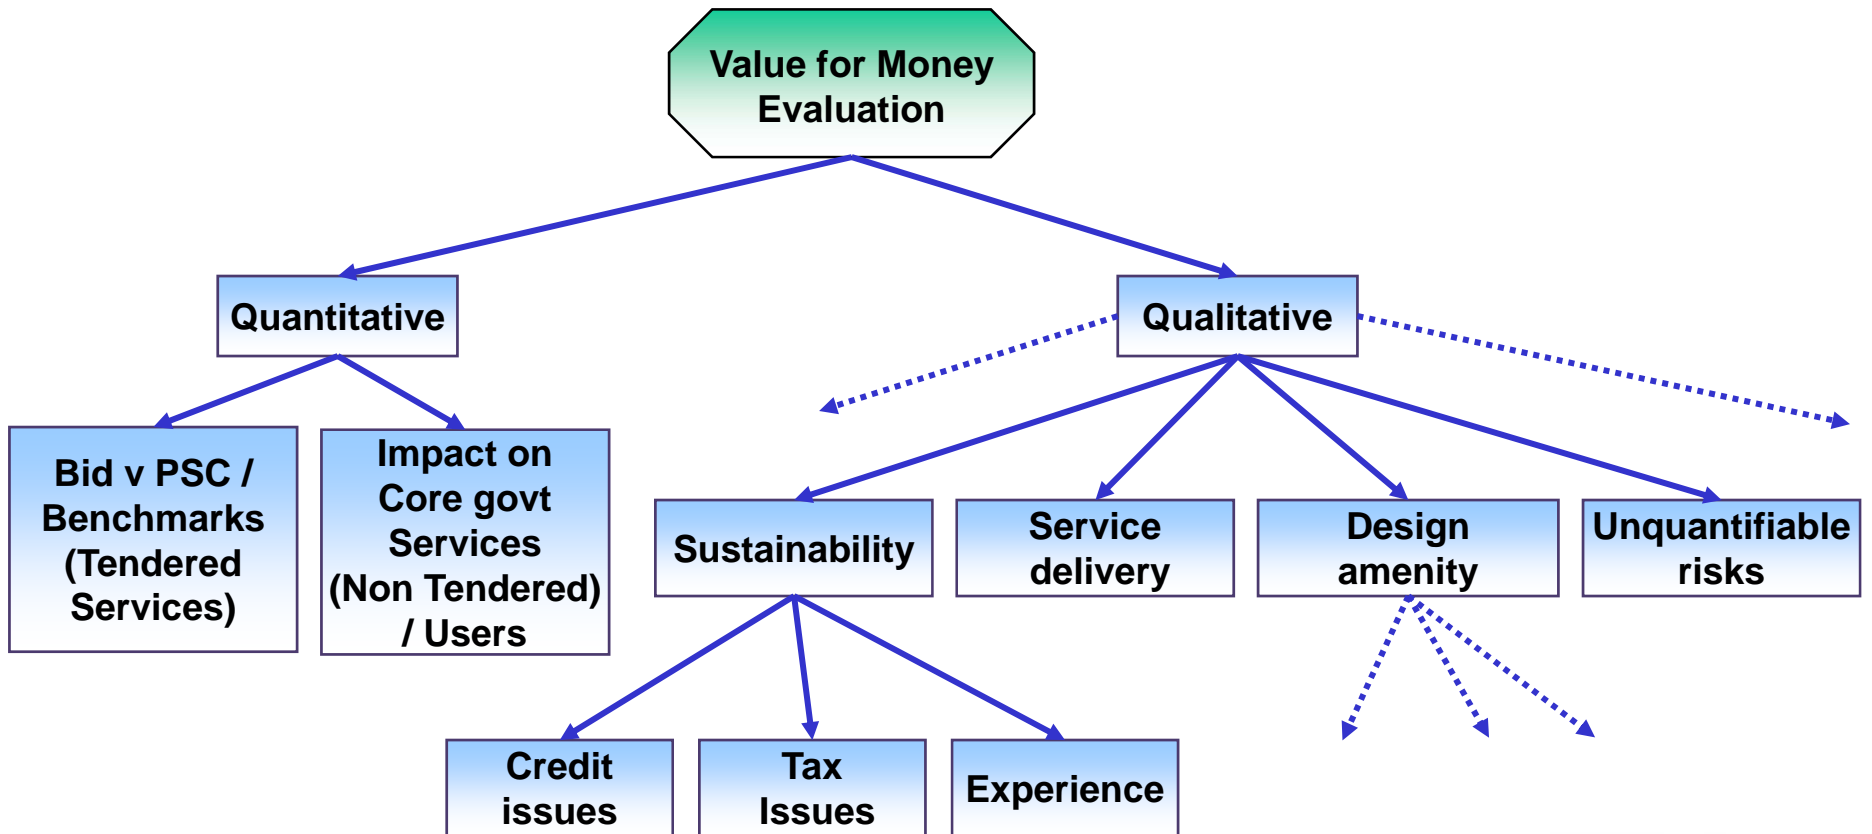 Value for Money
Evaluation
Quantitative
Qualitative
Bid v PSC /
Benchmarks
(Tendered
Services)
Impact on
Core govt
Services
(Non Tendered)
/ Users
Sustainability
Service
delivery
Design
amenity
Unquantifiable
risks
Credit
issues
Tax
Issues
Experience